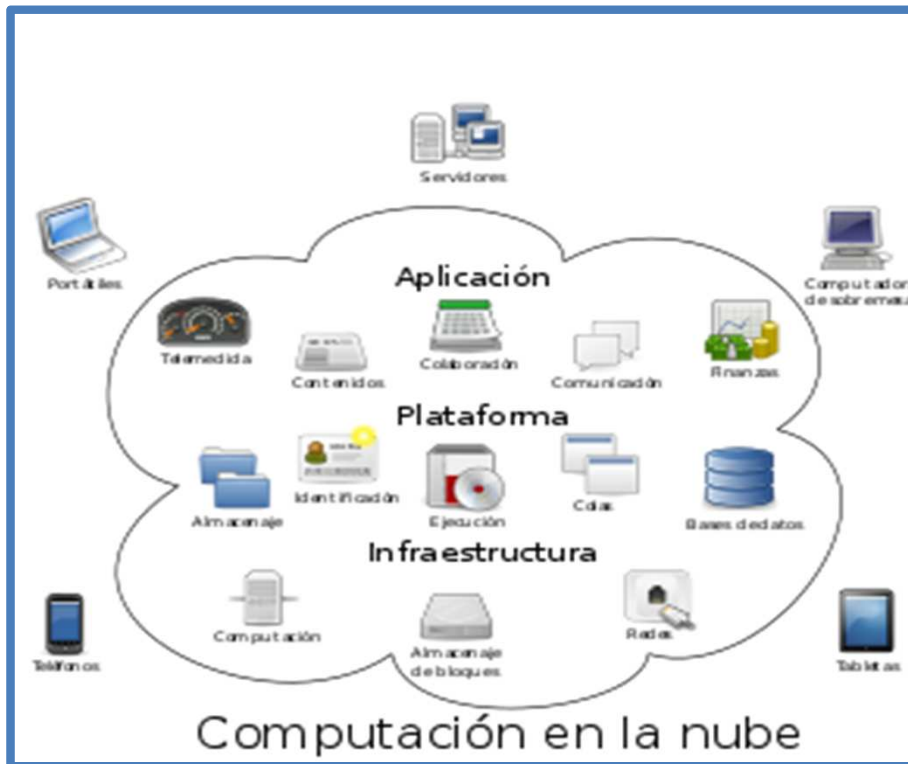 Servidores
Portátiles
Computador
de sobremesa
Aplicación
Telemedida
Contenidos
Colaboración
Comunicación
Finanzas
Plataforma
Almacenaje
Identificación
Ejecución
Colas
Bases de datos
Infraestructura
Computación
Almacenaje
de bloques
Redes
Teléfonos
Tabletas
Computación en la nube